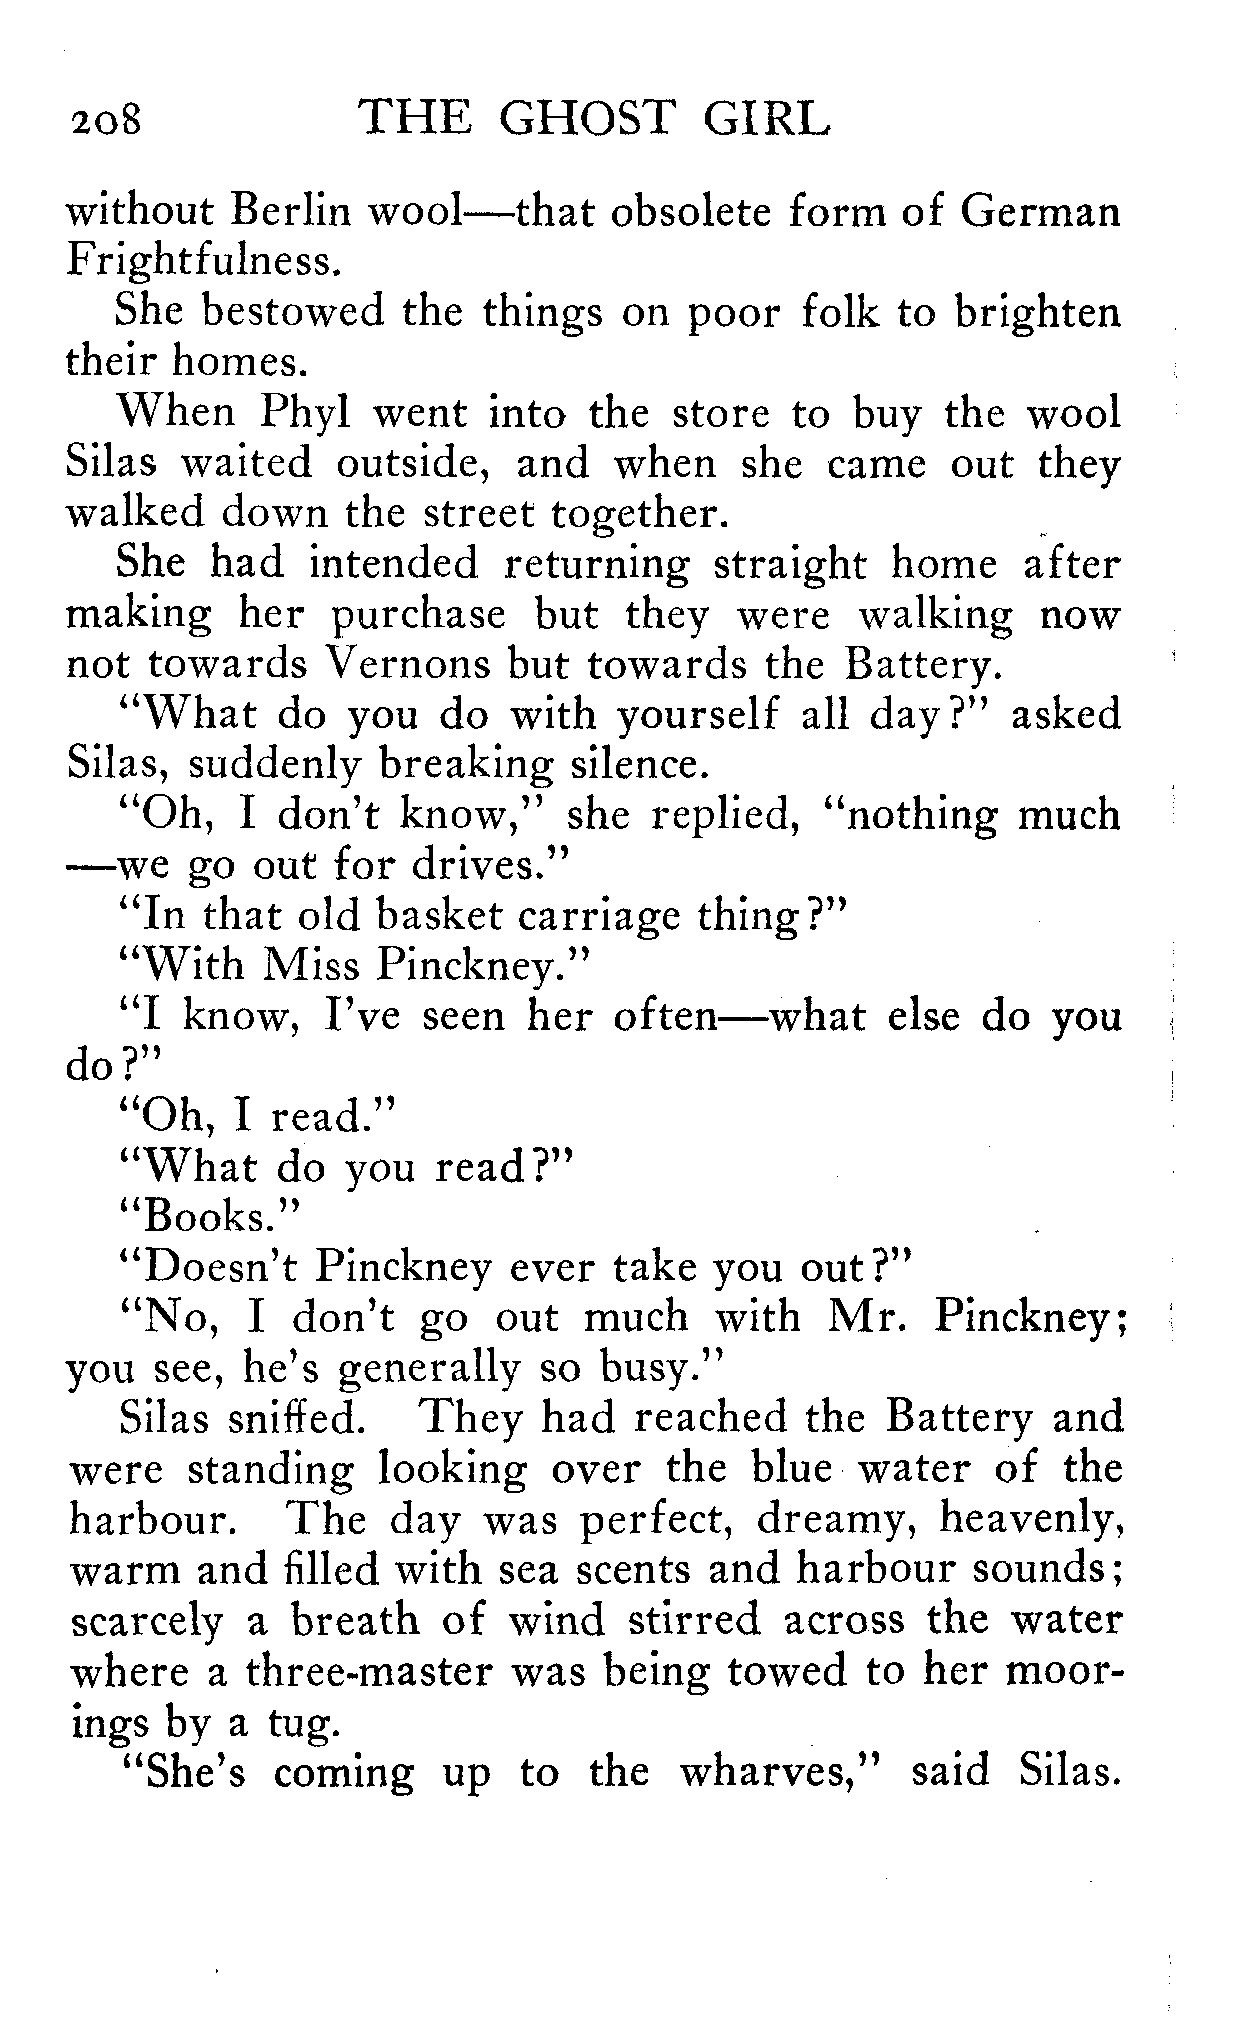 208 THE GHOST GIRL
without Berlin wool—that obsolete form of German
Frightfulness.
She bestowed the things on poor folk to brighten
their homes.
When Phyl went into the store to buy the wool
Silas waited outside, and when she came out they
walked down the street together.
She had intended returning straight home after
making her purchase but they were walking now
not towards Vernons but towards the Battery.
“What do you do with yourself all day?” asked
Silas, suddenly breaking silence.
“Oh, I don’t know,” she replied, “nothing much
—we go out for drives.”
“In that old basket carriage thing?”
“With Miss Pinckney.”
“I know, I’ve seen her often—what else do you
do?”
“Oh, I read.”
“What do you read?”
“Books.”
“Doesn’t Pinckney ever take you out?”
“No, I don’t go out much with Mr. Pinckney;
you see, he’s generally so busy.”
Silas sniffed. They had reached the Battery and
were standing looking over the blue water of the
harbour. The day was perfect, dreamy, heavenly,
warm and filled with sea scents and harbour sounds;
scarcely a breath of wind stirred across the water
where a three-master was being towed to her moor-
ings by a tug.
“She’s coming up to the wharves,” said Silas.